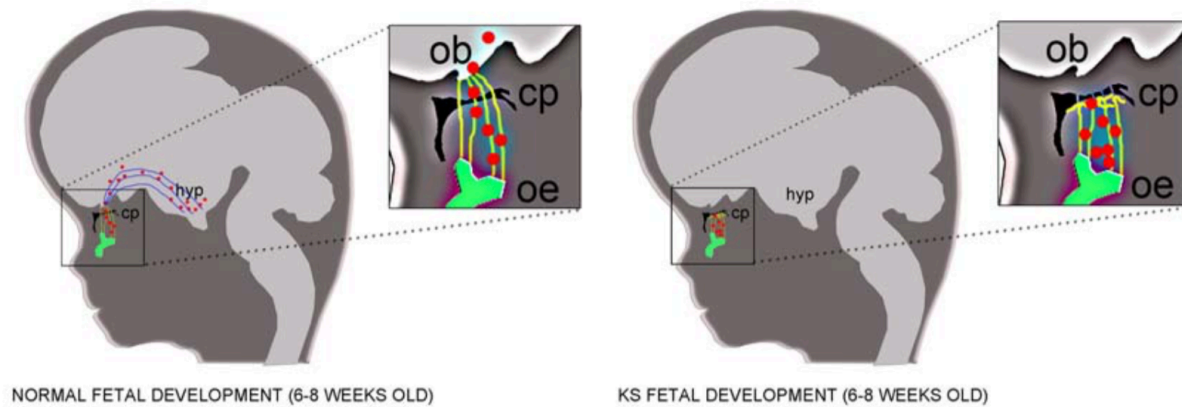 ob
cp
oe
hyp
cp
NORMAL FETAL DEVELOPMENT (6-8 WEEKS OLD)
ob
cp
oe
hyp
cp
KS FETAL DEVELOPMENT (6-8 WEEKS OLD)